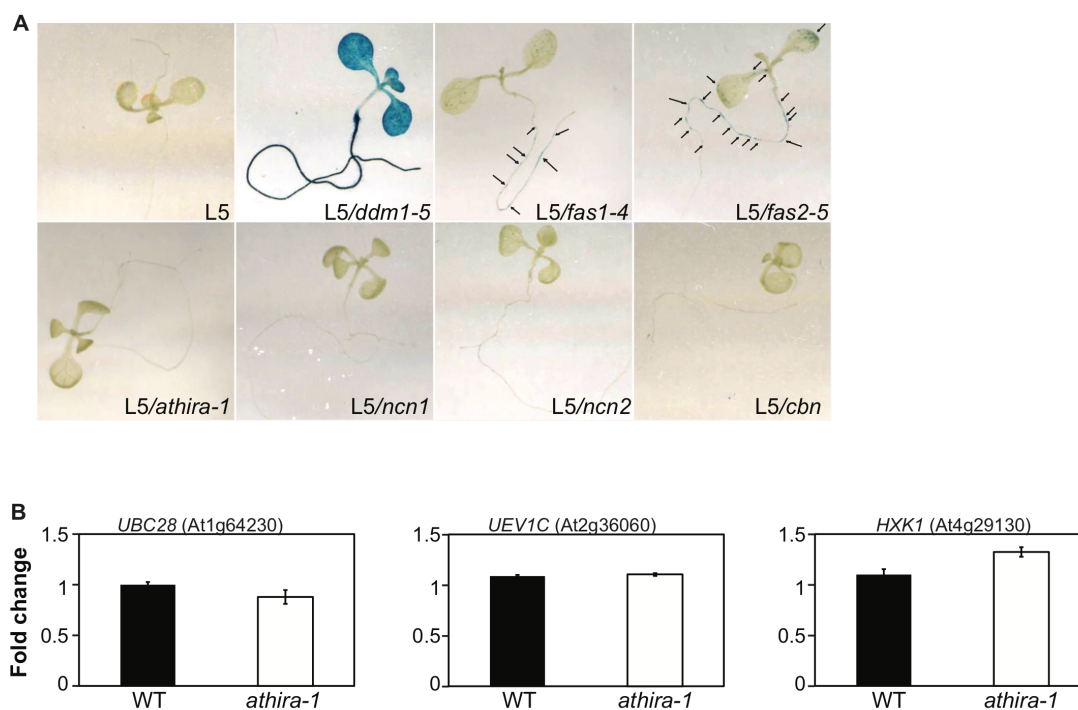 A
L5
L5/ddm1-5
L5/fas1-4
L5/fas2-5
L5/athira-1
L5/ncn1
L5/ncn2
L5/cbn
B
Fold change
UBC28 (At1g64230)
1.5
1
0.5
0
WT
athira-1
UEV1C (At2g36060)
1.5
1
0.5
0
WT
athira-1
HXK1 (At4g29130)
1.5
1
0.5
0
WT
athira-1